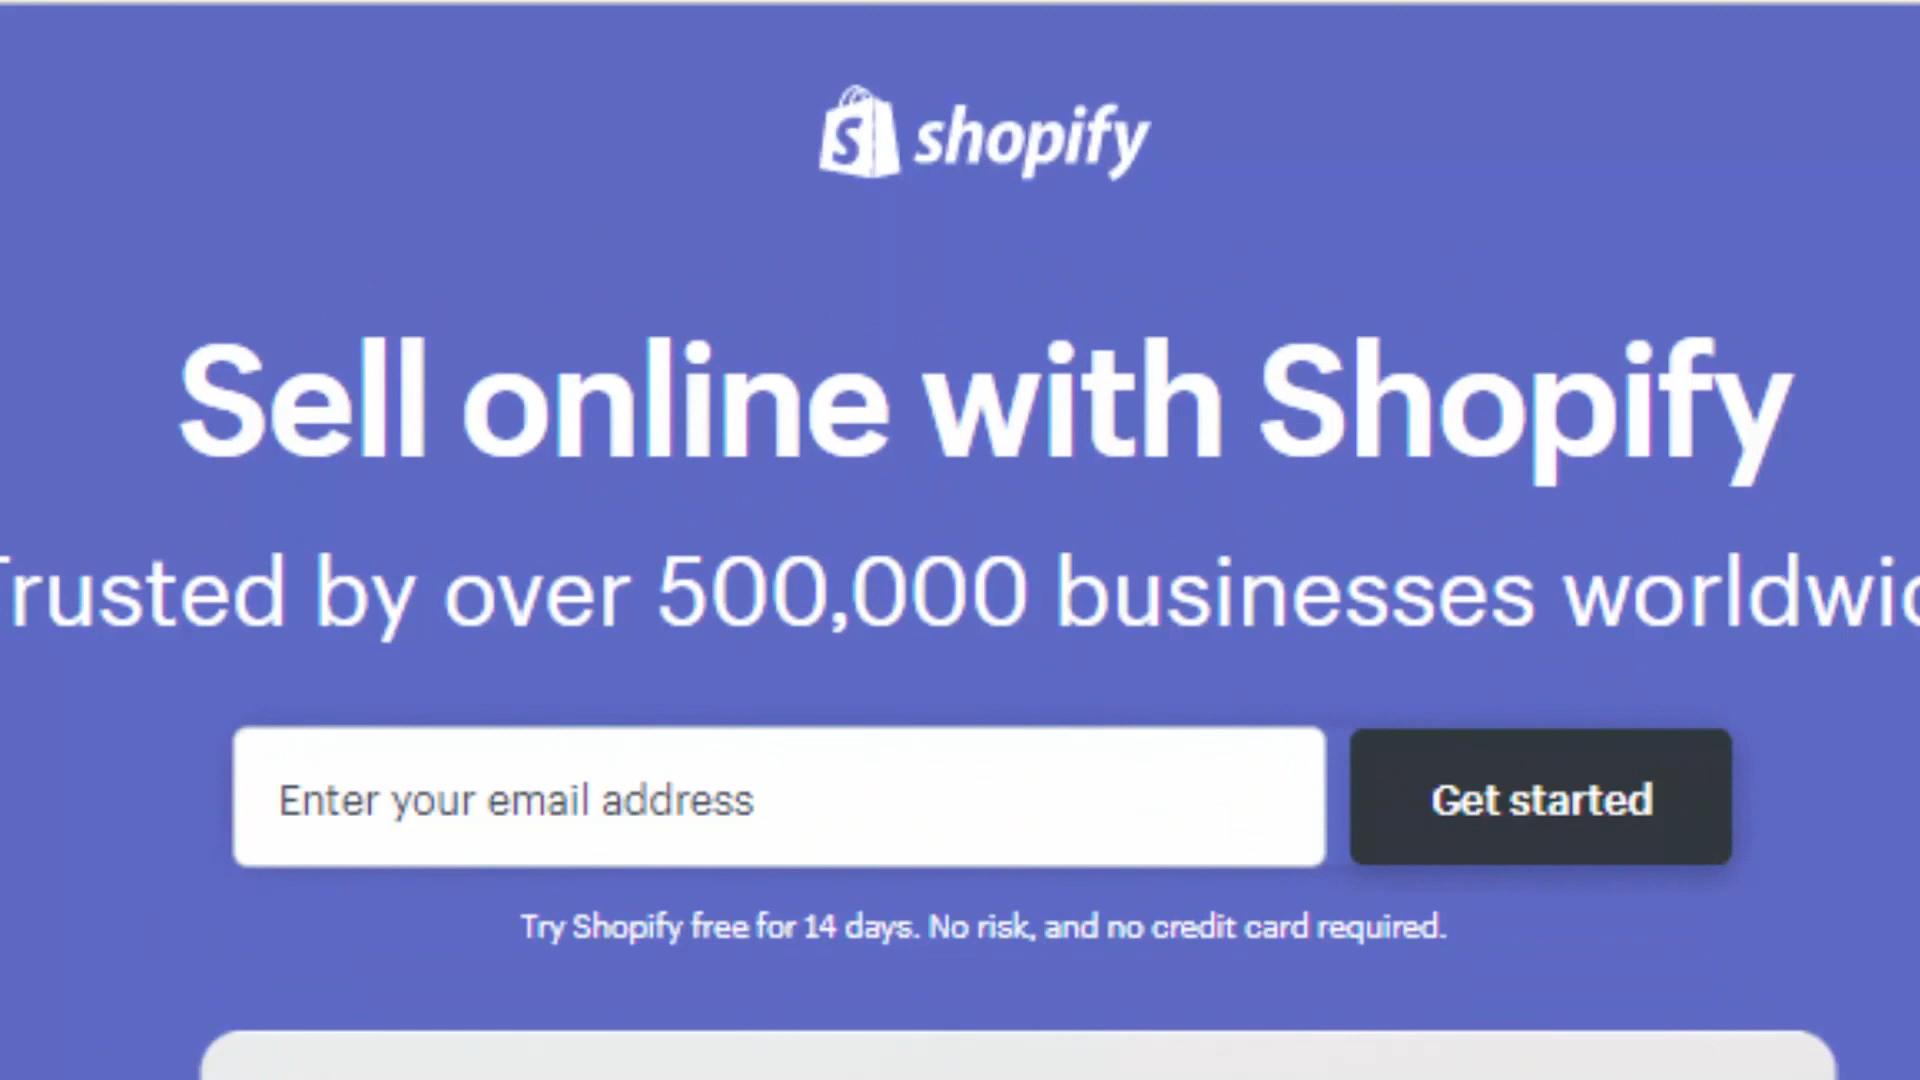 shopify
Sell online with Shopify
Trusted by over 500,000 businesses
Enter your email address
Get started
Try Shopify free for 14 days. No risk, and no credit card required.